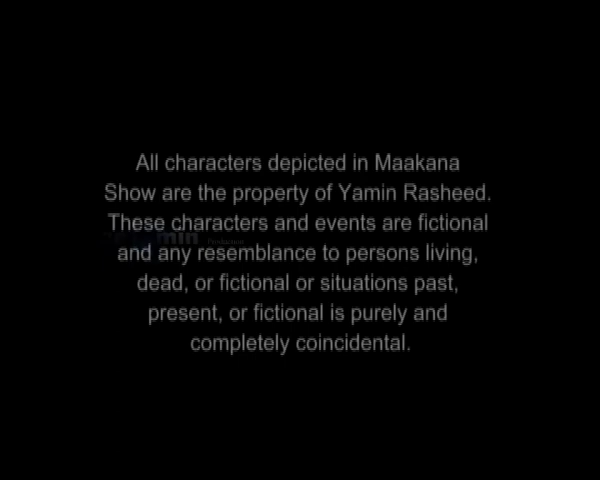 All characters depicted in Maakana
Show are the property of Yamin Rasheed.
These characters and events are fictional
and any resemblance to persons living,
dead, or fictional or situations past,
present, or fictional is purely and
completely coincidental.